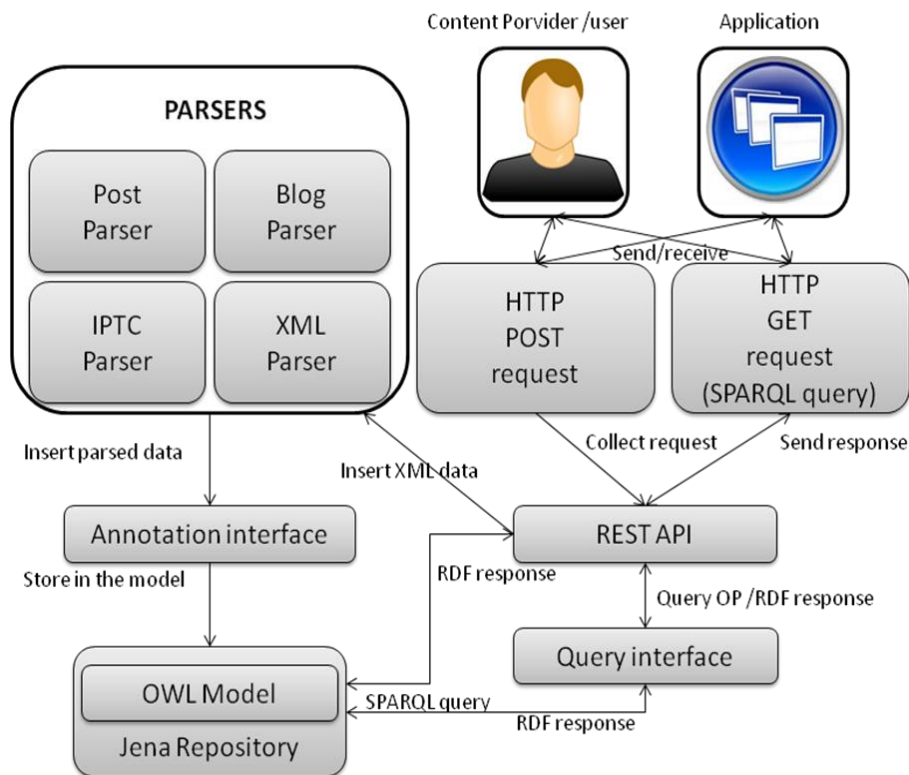 Content Porvider /user
Application
PARSERS
Post
Parser
Blog
Parser
IPTC
Parser
XML
Parser
Send/receive
HTTP
POST
request
HTTP
GET
request
(SPARQL query)
Insert parsed data
Insert XML data
Collect request
Send response
Annotation interface
REST API
Store in the model
RDF response
Query OP /RDF response
Query interface
OWL Model
Jena Repository
SPARQL query
RDF response